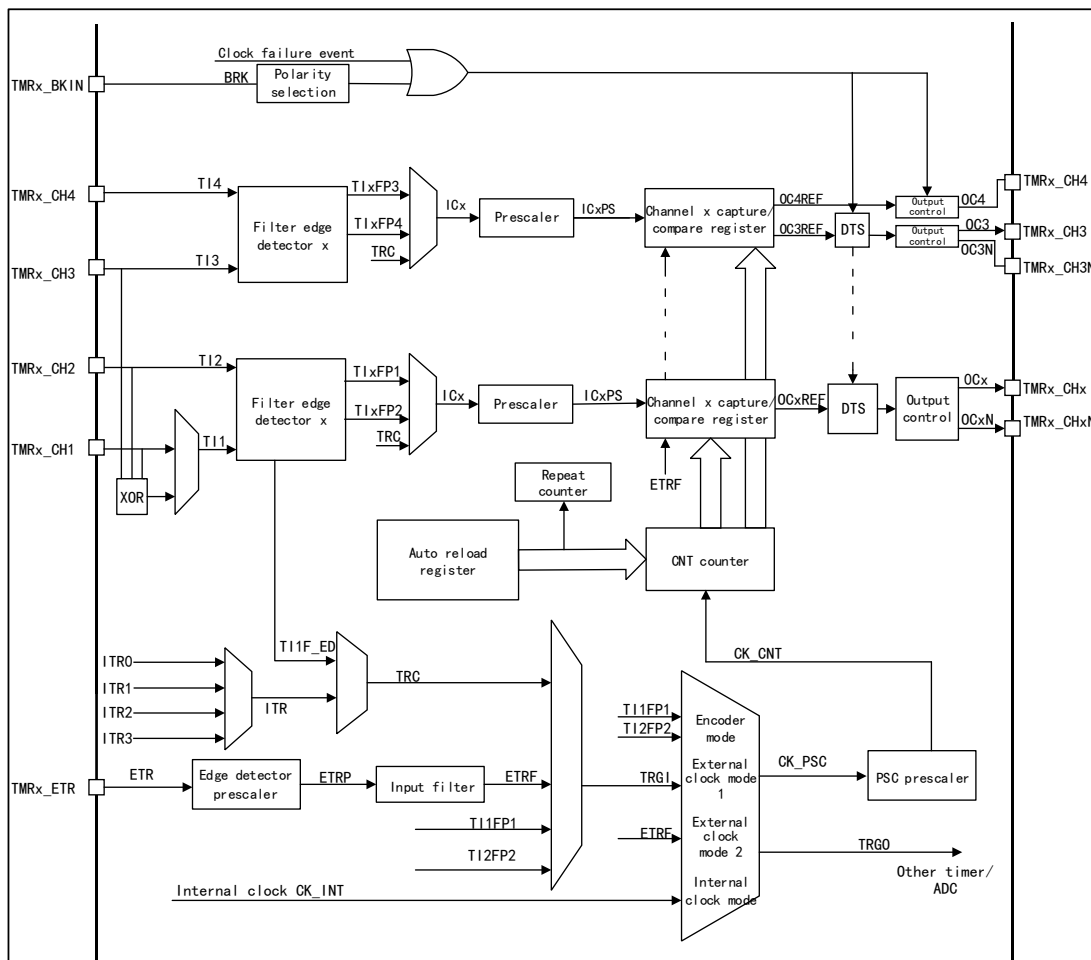 Clock failure event
TMRx_BKIN
BRK
Polarity
selection
TMRx_CH4
TI4
TIxFP3
TIxFP4
TRC
ICx
Prescaler
ICxPS
Channel x capture/
compare register
OC4REF
OC3REF
DTS
Output
control
OC4
TMRx_CH4
Output
control
OC3
OC3N
TMRx_CH3
TMRx_CH3N
Filter edge
detector x
TMRx_CH3
TI3
TMRx_CH2
TI2
TIxFP1
TIxFP2
TRC
ICx
Prescaler
ICxPS
Channel x capture/
compare register
OCxREF
DTS
Output
control
OCx
OCxN
TMRx_CHx
TMRx_CHxN
Filter edge
detector x
TMRx_CH1
TI1
XOR
ETRF
Repeat
counter
Auto reload
register
CNT counter
TI1F_ED
CK_CNT
ITR0
ITR1
ITR2
ITR3
ITR
TRC
TI1FP1
TI2FP2
Encoder
mode
TMRx_ETR
ETR
Edge detector
prescaler
ETRP
Input filter
ETRF
TRGI
External
clock mode
1
CK_PSC
PSC prescaler
TI1FP1
TI2FP2
ETRF
External
clock
mode 2
TRGO
Other timer/
ADC
Internal clock CK_INT
Internal
clock mode